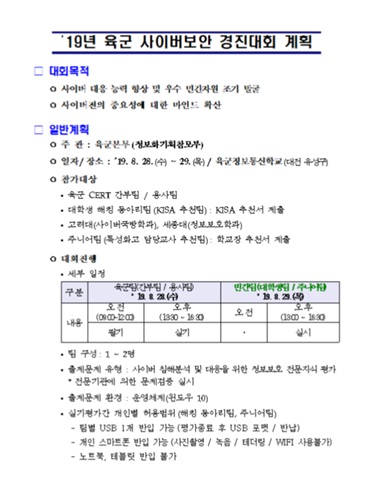 '19년 육군 사이버보안 경진대회 계획
□ 대회목적
ㅇ 사이버 대응 능력 향상 및 우수 민간자원 조기 발굴
ㅇ 사이버전의 중요성에 대한 마인드 확산
□ 일반계획
ㅇ 주 관 : 육군본부(정보화기획참모부)
ㅇ 일자/장소 : '19. 8. 28.(수) ~ 29.(목) / 육군정보통신학교(대전 유성구)
ㅇ 참가대상
• 육군 CERT 간부팀 / 용사팀
• 대학생 해킹 동아리팀(KISA 추천팀) : KISA 추천서 제출
• 고려대(사이버국방학과), 세종대(정보보호학과)
• 주니어팀(특성화고 담당교사 추천팀) : 학교장 추천서 제출
ㅇ 대회진행
• 세부 일정
구분 육군팀(간부팀 / 용사팀) 민간팀(대학생팀 / 주니어팀)
* '19. 8. 28.(수) * '19. 8. 29.(목)
내용 오전 (09:00-12:00) 오후 (13:30 ~ 16:30) 오전 오후 (13:30 ~ 16:30)
필기 실기 · 실시
• 팀 구성 : 1 ~ 2명
• 출제문제 유형 : 사이버 침해분석 및 대응을 위한 정보보호 전문지식 평가
* 전문기관에 의한 문제검증 실시
• 출제문제 환경 : 운영체제(윈도우 10)
• 실기평가간 개인별 허용범위(해킹 동아리팀, 주니어팀)
- 팀별 USB 1개 반입 가능(평가종료 후 USB 포맷 / 반납)
- 개인 스마트폰 반입 가능(사진촬영 / 녹음 / 테더링 / WIFI 사용불가)
- 노트북, 태블릿 반입 불가